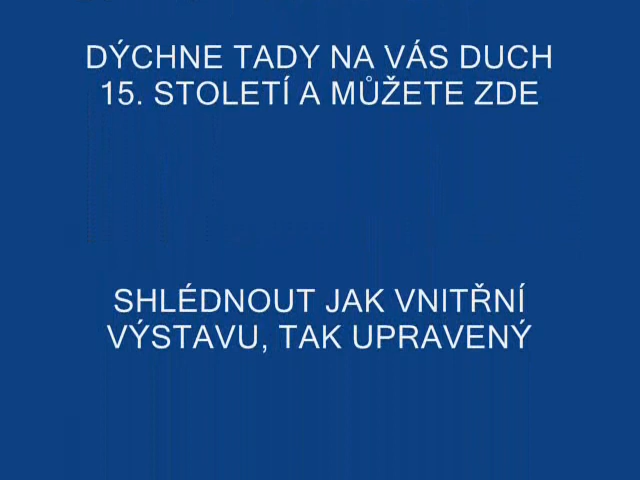 DÝCHNE TADY NA VÁS DUCH
15. STOLETÍ A MŮŽETE ZDE
SHLÉDNOUT JAK VNITŘNÍ
VÝSTAVU, TAK UPRAVENÝ